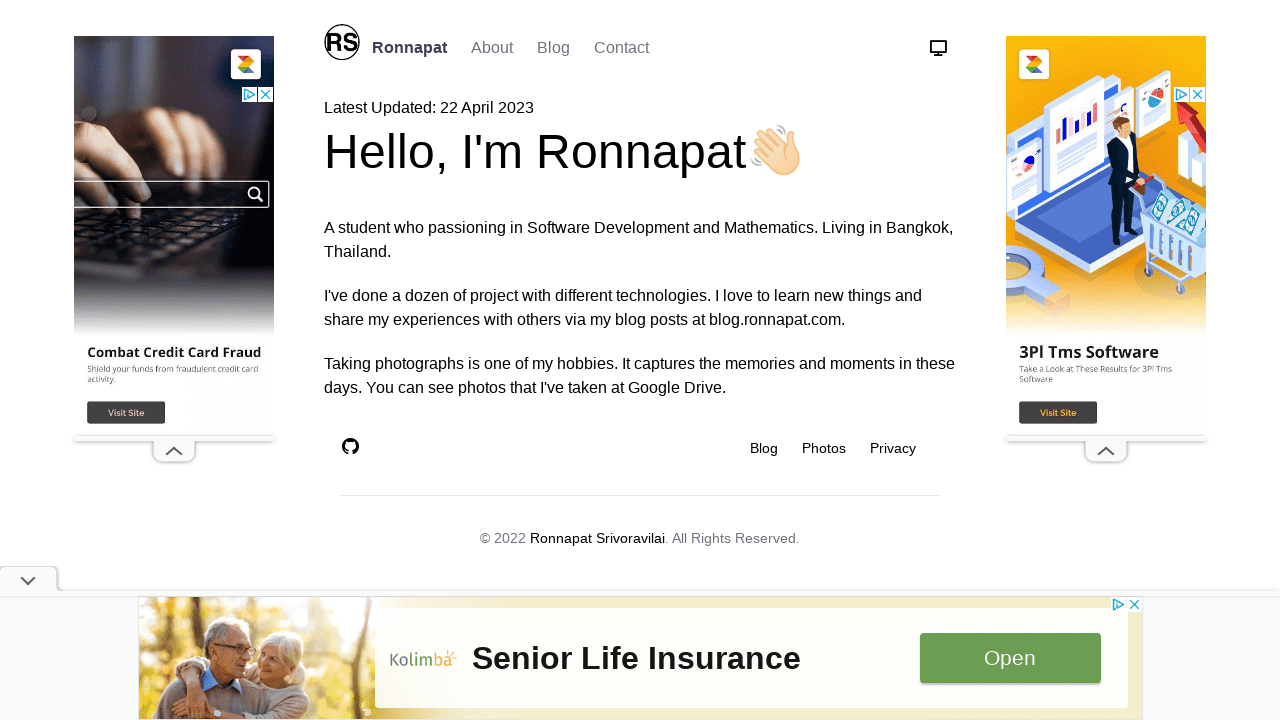 RS
Ronnapat
About
Blog
Contact
Latest Updated: 22 April 2023
Hello, I'm Ronnapat
A student who passioning in Software Development and Mathematics. Living in Bangkok,
Thailand.
I've done a dozen of project with different technologies. I love to learn new things and
share my experiences with others via my blog posts at blog.ronnapat.com.
Taking photographs is one of my hobbies. It captures the memories and moments in these
days. You can see photos that I've taken at Google Drive.
Blog
Photos
Privacy
© 2022 Ronnapat Srivoravilai. All Rights Reserved.
Combat Credit Card Fraud
Shield your funds from fraudulent credit card
activity.
Visit Site
3Pl Tms Software
Take a Look at These Results for 3Pl Tms
Software
Visit Site
Kolimba
Senior Life Insurance
Open